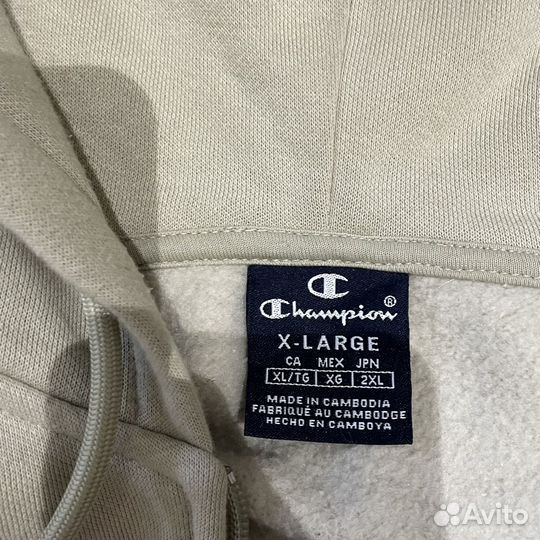 Champion®
X-LARGE
CA MEX JPN
XL/TG XG 2XL
MADE IN CAMBODIA
FABRIQUÉ AU CAMBODGE
HECHO EN CAMBOYA
Avito